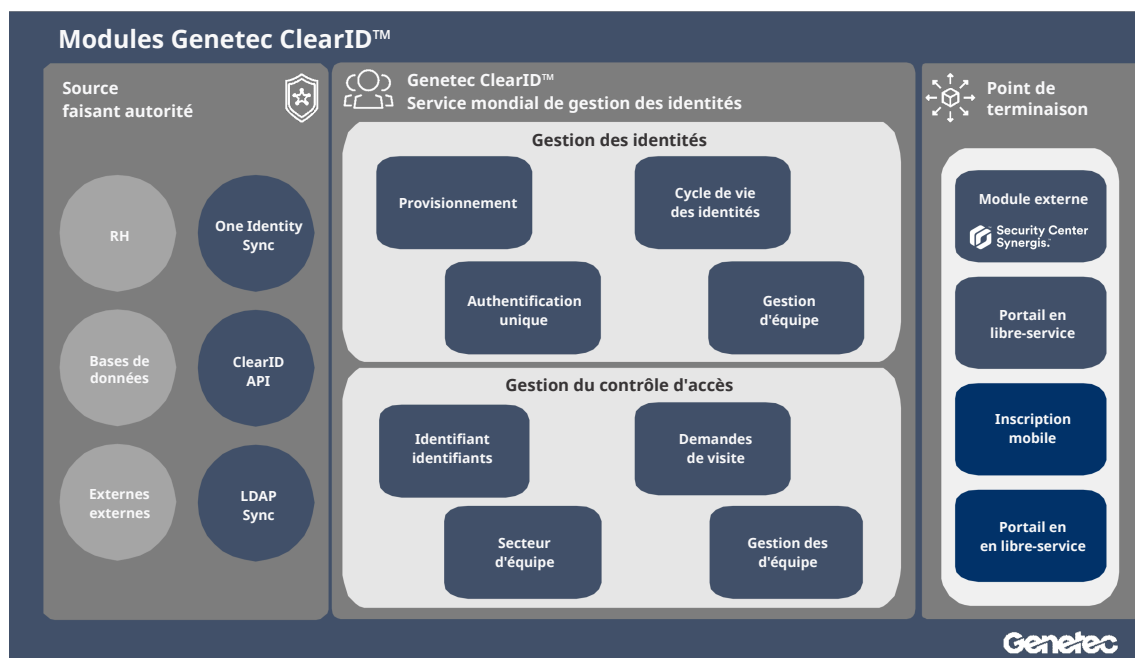 Modules Genetec ClearID™
Source
faisant autorité
RH
One Identity
Sync
Bases de
données
ClearID
API
Externes
externes
LDAP
Sync
Genetec ClearID™
Service mondial de gestion des identités
Gestion des identités
Provisionnement
Cycle de vie
des identités
Authentification
unique
Gestion
d'équipe
Gestion du contrôle d'accès
Identifiant
identifiants
Demandes
de visite
Secteur
d'équipe
Gestion des
d'équipe
Point de
terminaison
Module externe
Security Center
Synergis™
Portail en
libre-service
Inscription
mobile
Portail en
en libre-service
Genetec